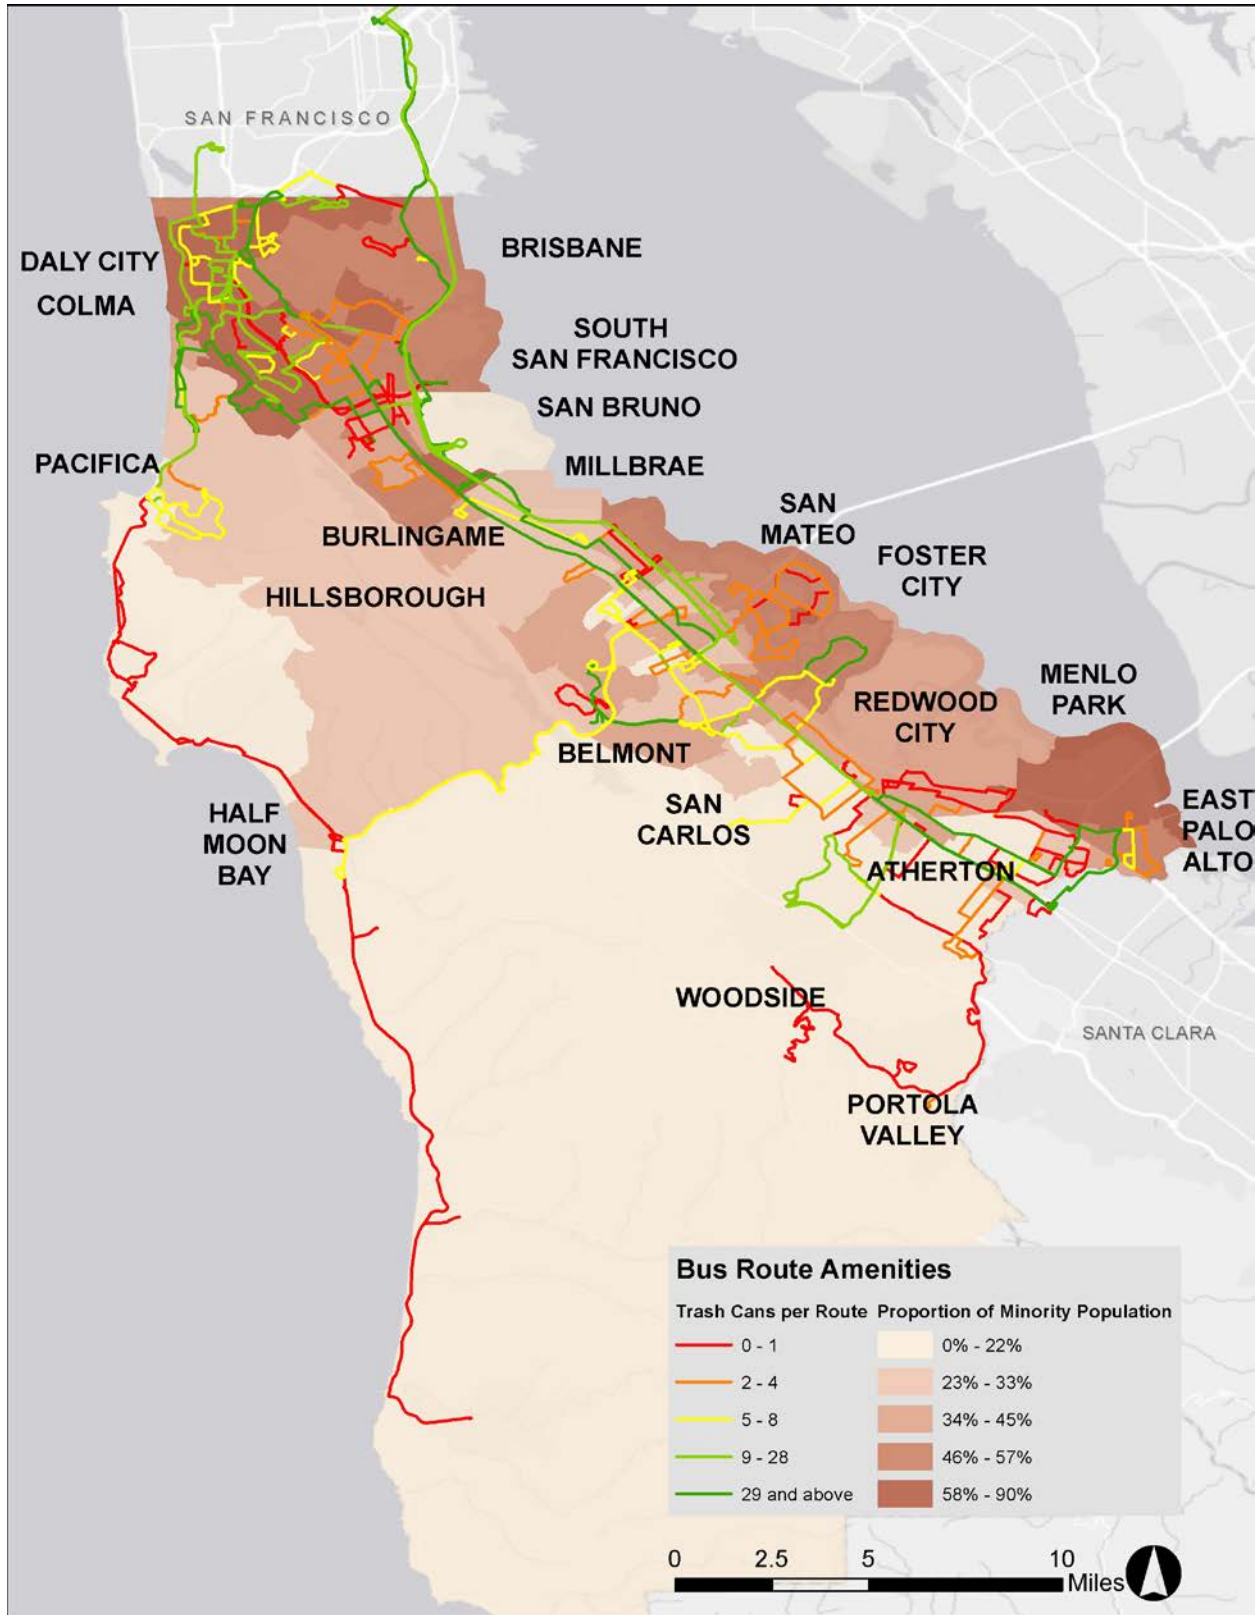 SAN FRANCISCO
DALY CITY
COLMA
BRISBANE
SOUTH
SAN FRANCISCO
SAN BRUNO
PACIFICA
MILLBRAE
SAN
MATEO
BURLINGAME
FOSTER
CITY
HILLSBOROUGH
MENLO
PARK
REDWOOD
CITY
BELMONT
HALF
MOON
BAY
SAN
CARLOS
EAST
PALO
ALTO
ATHERTON
WOODSIDE
SANTA CLARA
PORTOLA
VALLEY
Bus Route Amenities
Trash Cans per Route Proportion of Minority Population
0 - 1 0% - 22%
2 - 4 23% - 33%
5 - 8 34% - 45%
9 - 28 46% - 57%
29 and above 58% - 90%
0 2.5 5 10
Miles